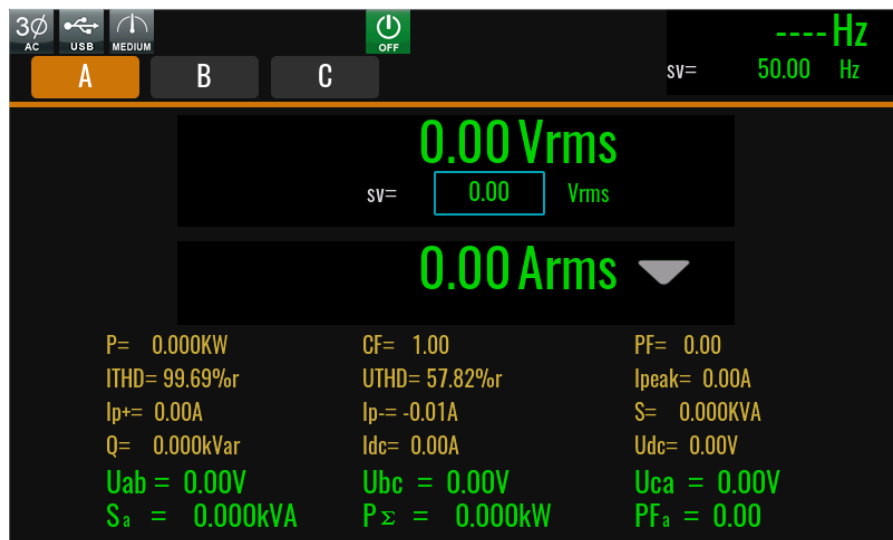 3Ø AC USB MEDIUM OFF ----Hz
A B C sv= 50.00 Hz
0.00 Vrms
sv= 0.00 Vrms
0.00 Arms
P= 0.000KW CF= 1.00 PF= 0.00
ITHD= 99.69%r UTHD= 57.82%r Ipeak= 0.00A
Ip+= 0.00A Ip-= -0.01A S= 0.000KVA
Q= 0.000kVar Idc= 0.00A Udc= 0.00V
Uab = 0.00V Ubc = 0.00V Uca = 0.00V
Sa = 0.000kVA PΣ = 0.000kW PFa = 0.00